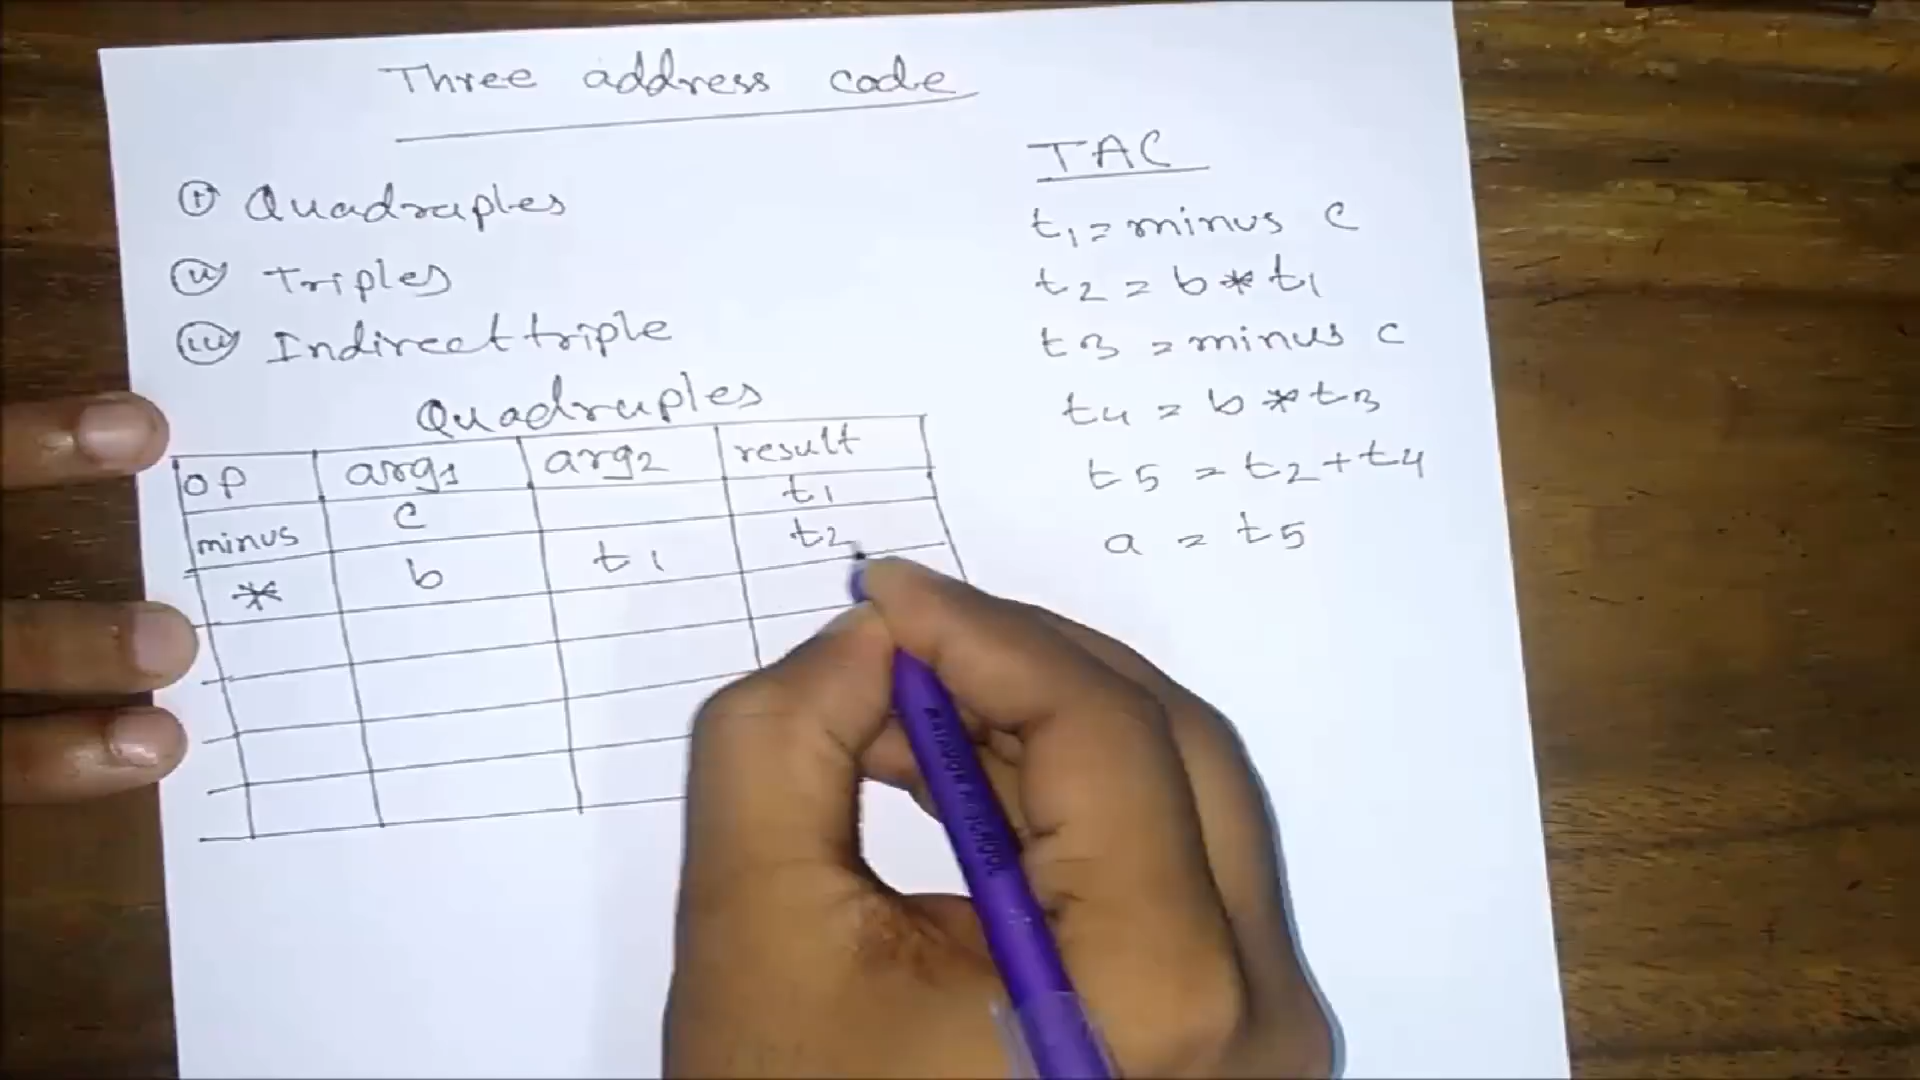 Three address code
① Quadruples
ⅱ Triples
ⅲ Indirect triple
Quadruples
op arg1 arg2 result
minus c t1
* b t1 t2
TAC
t1 = minus c
t2 = b * t1
t3 = minus c
t4 = b * t3
t5 = t2 + t4
a = t5